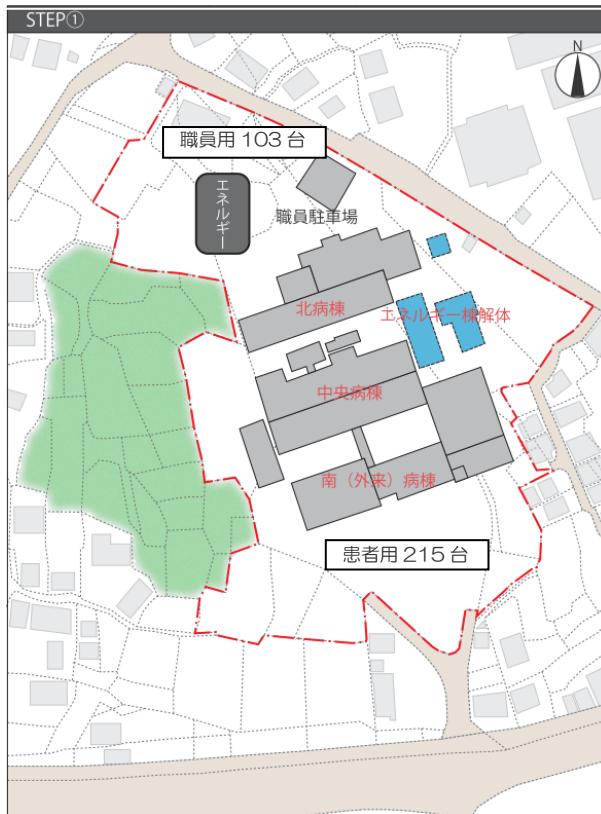 STEP①
N
職員用 103 台
エネルギー
職員駐車場
北病棟
エネルギー棟解体
中央病棟
南（外来）病棟
患者用 215 台